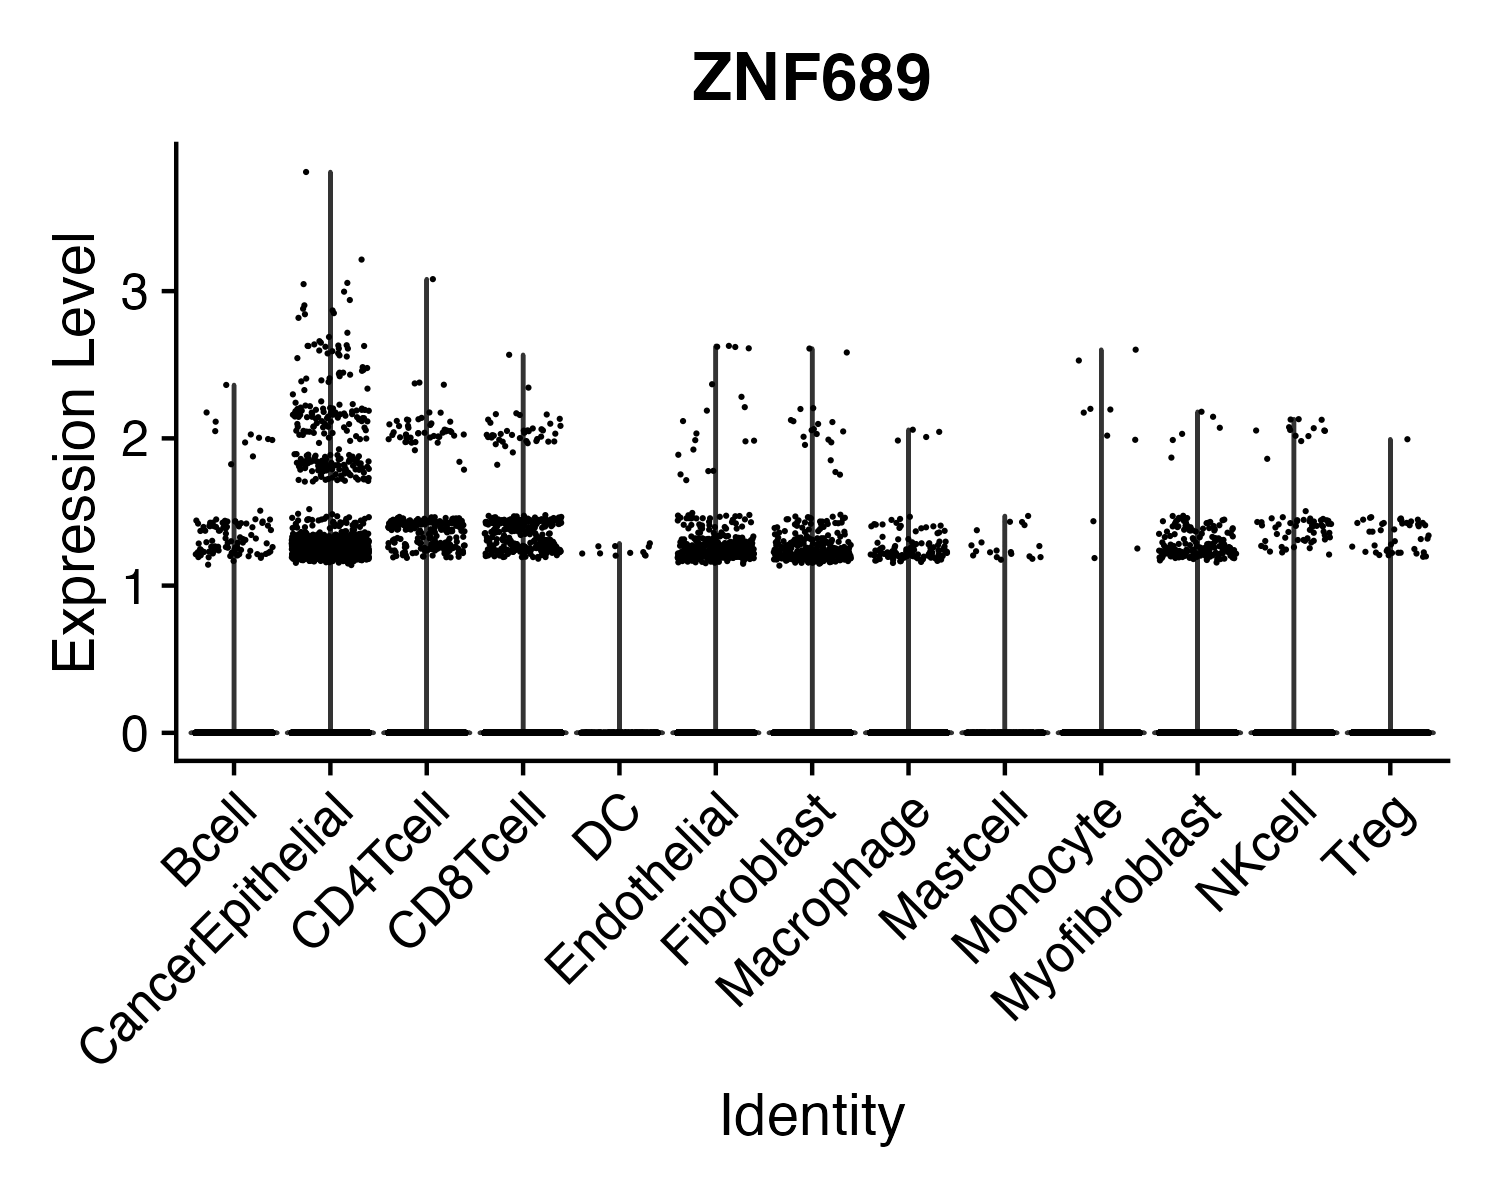 ZNF689
Expression Level
3
2
1
0
Bcell
CancerEpithelial
CD4Tcell
CD8Tcell
DC
Endothelial
Fibroblast
Macrophage
Mastcell
Monocyte
Myofibroblast
NKcell
Treg
Identity